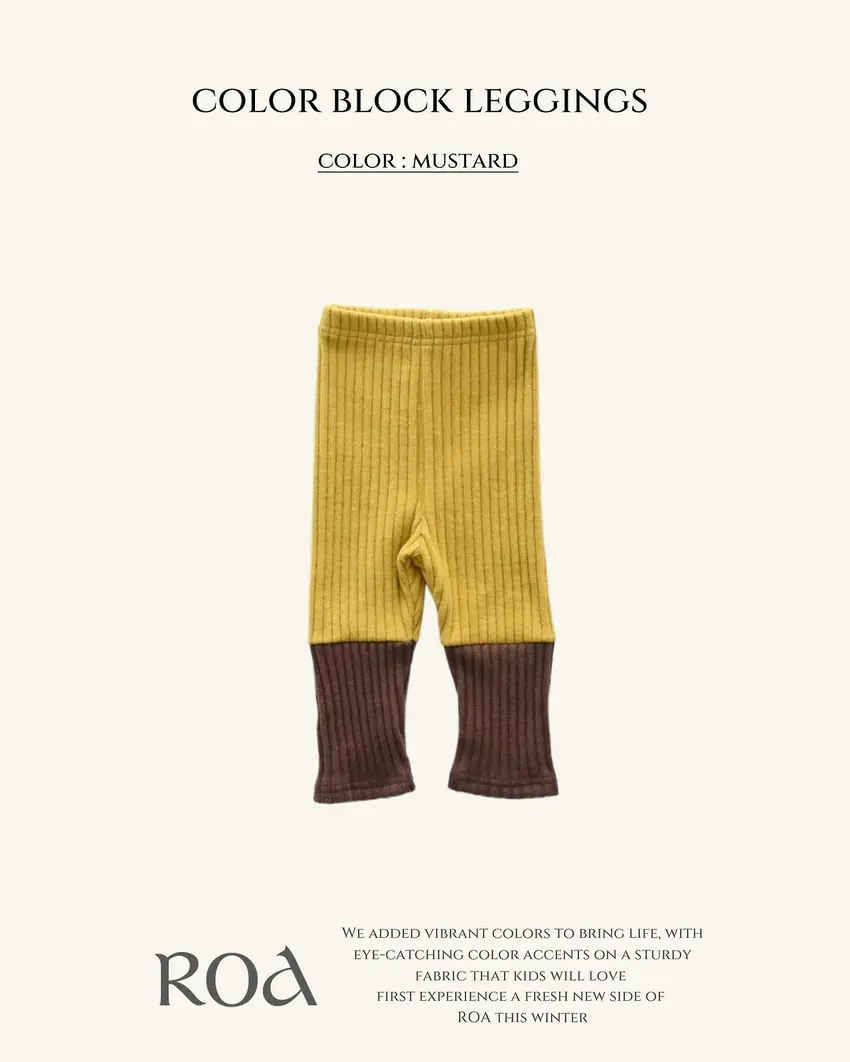 COLOR BLOCK LEGGINGS
COLOR : MUSTARD
ROA
WE ADDED VIBRANT COLORS TO BRING LIFE, WITH
EYE-CATCHING COLOR ACCENTS ON A STURDY
FABRIC THAT KIDS WILL LOVE
FIRST EXPERIENCE A FRESH NEW SIDE OF
ROA THIS WINTER